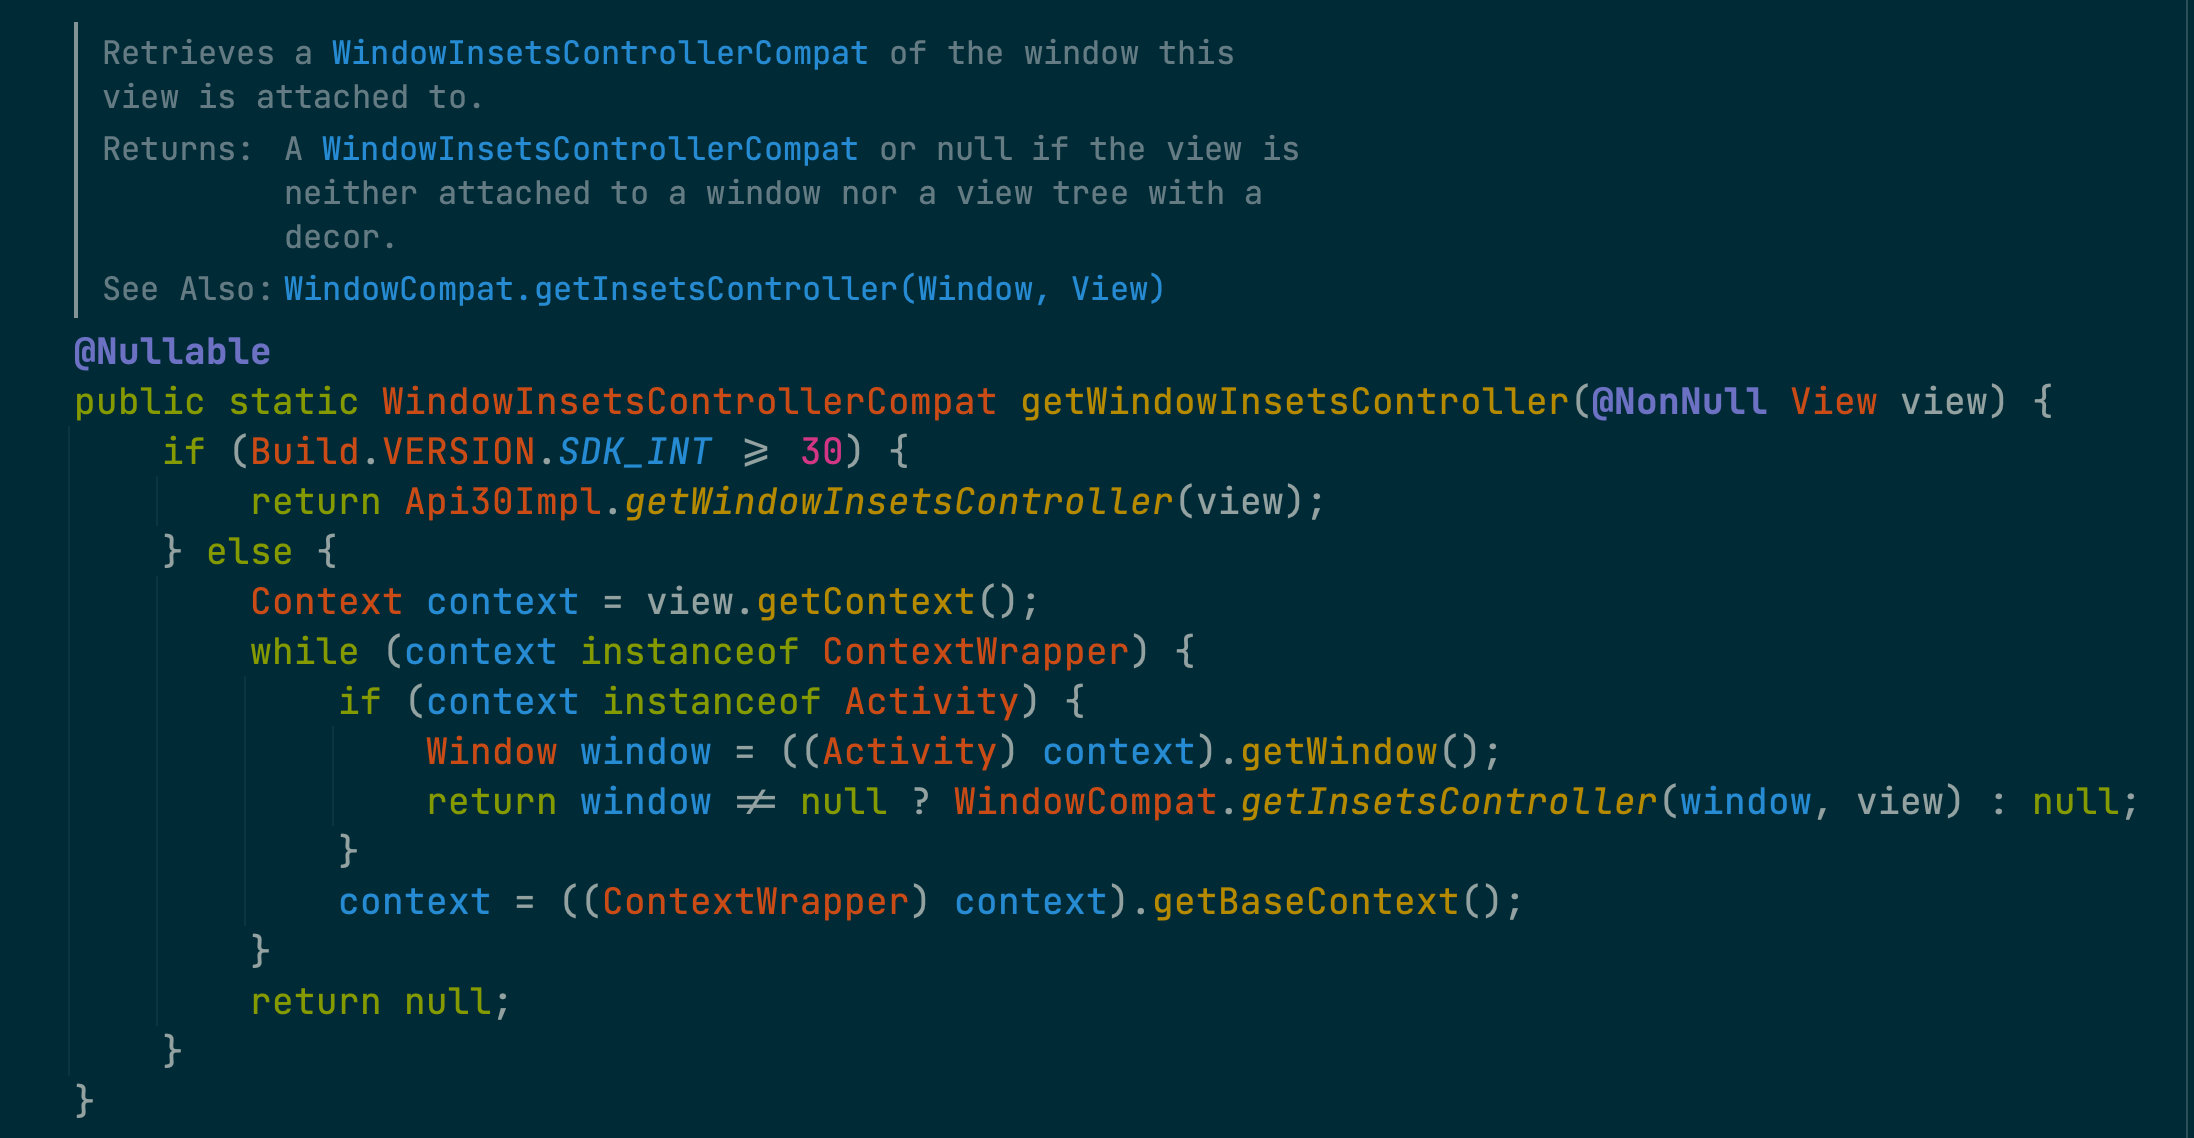 Retrieves a WindowInsetsControllerCompat of the window this
view is attached to.
Returns: A WindowInsetsControllerCompat or null if the view is
neither attached to a window nor a view tree with a
decor.
See Also: WindowCompat.getInsetsController(Window, View)
@Nullable
public static WindowInsetsControllerCompat getWindowInsetsController(@NonNull View view) {
    if (Build.VERSION.SDK_INT >= 30) {
        return Api30Impl.getWindowInsetsController(view);
    } else {
        Context context = view.getContext();
        while (context instanceof ContextWrapper) {
            if (context instanceof Activity) {
                Window window = ((Activity) context).getWindow();
                return window != null ? WindowCompat.getInsetsController(window, view) : null;
            }
            context = ((ContextWrapper) context).getBaseContext();
        }
        return null;
    }
}